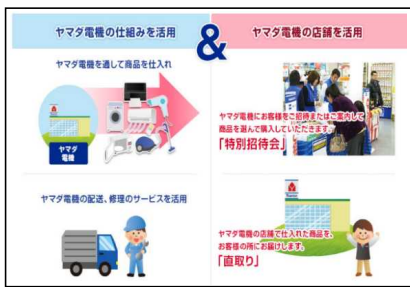 ヤマダ電機の仕組みを活用
&
ヤマダ電機の店舗を活用
ヤマダ電機を通して商品を仕入れ
ヤマダ
電機
ヤマダ電機にお客様をご招待またはご案内して
商品を選んで購入していただきます。
「特別招待会」
ヤマダ電機の配送、修理のサービスを活用
ヤマダ電機の店舗で仕入れた商品を、
お客様の所にお届けします。
「直取り」